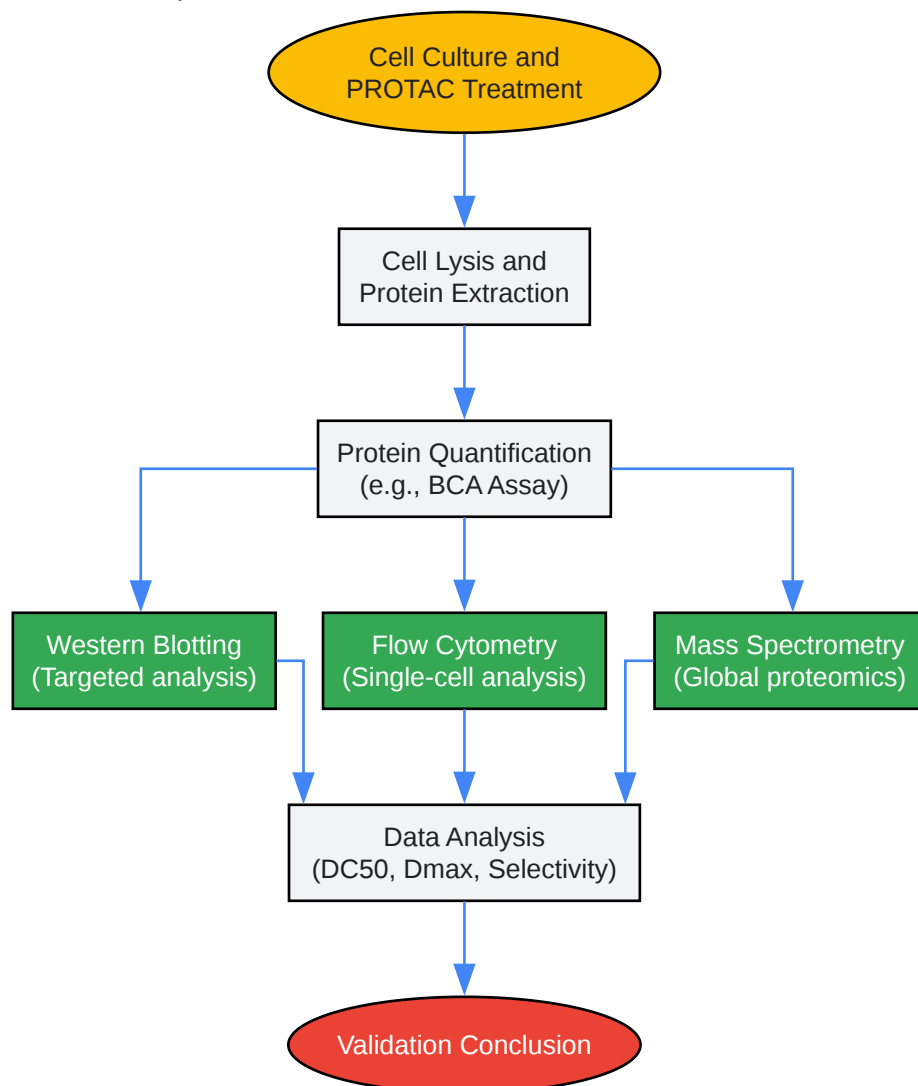 Cell Culture and
PROTAC Treatment
Cell Lysis and
Protein Extraction
Protein Quantification
(e.g., BCA Assay)
Western Blotting
(Targeted analysis)
Flow Cytometry
(Single-cell analysis)
Mass Spectrometry
(Global proteomics)
Data Analysis
(DC50, Dmax, Selectivity)
Validation Conclusion